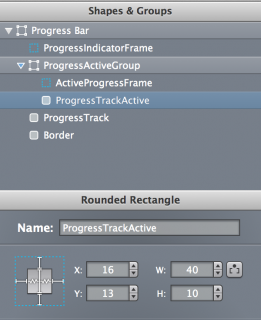 Shapes & Groups
Progress Bar
ProgressIndicatorFrame
ProgressActiveGroup
ActiveProgressFrame
ProgressTrackActive
ProgressTrack
Border
Rounded Rectangle
Name: ProgressTrackActive
X: 16 W: 40
Y: 13 H: 10